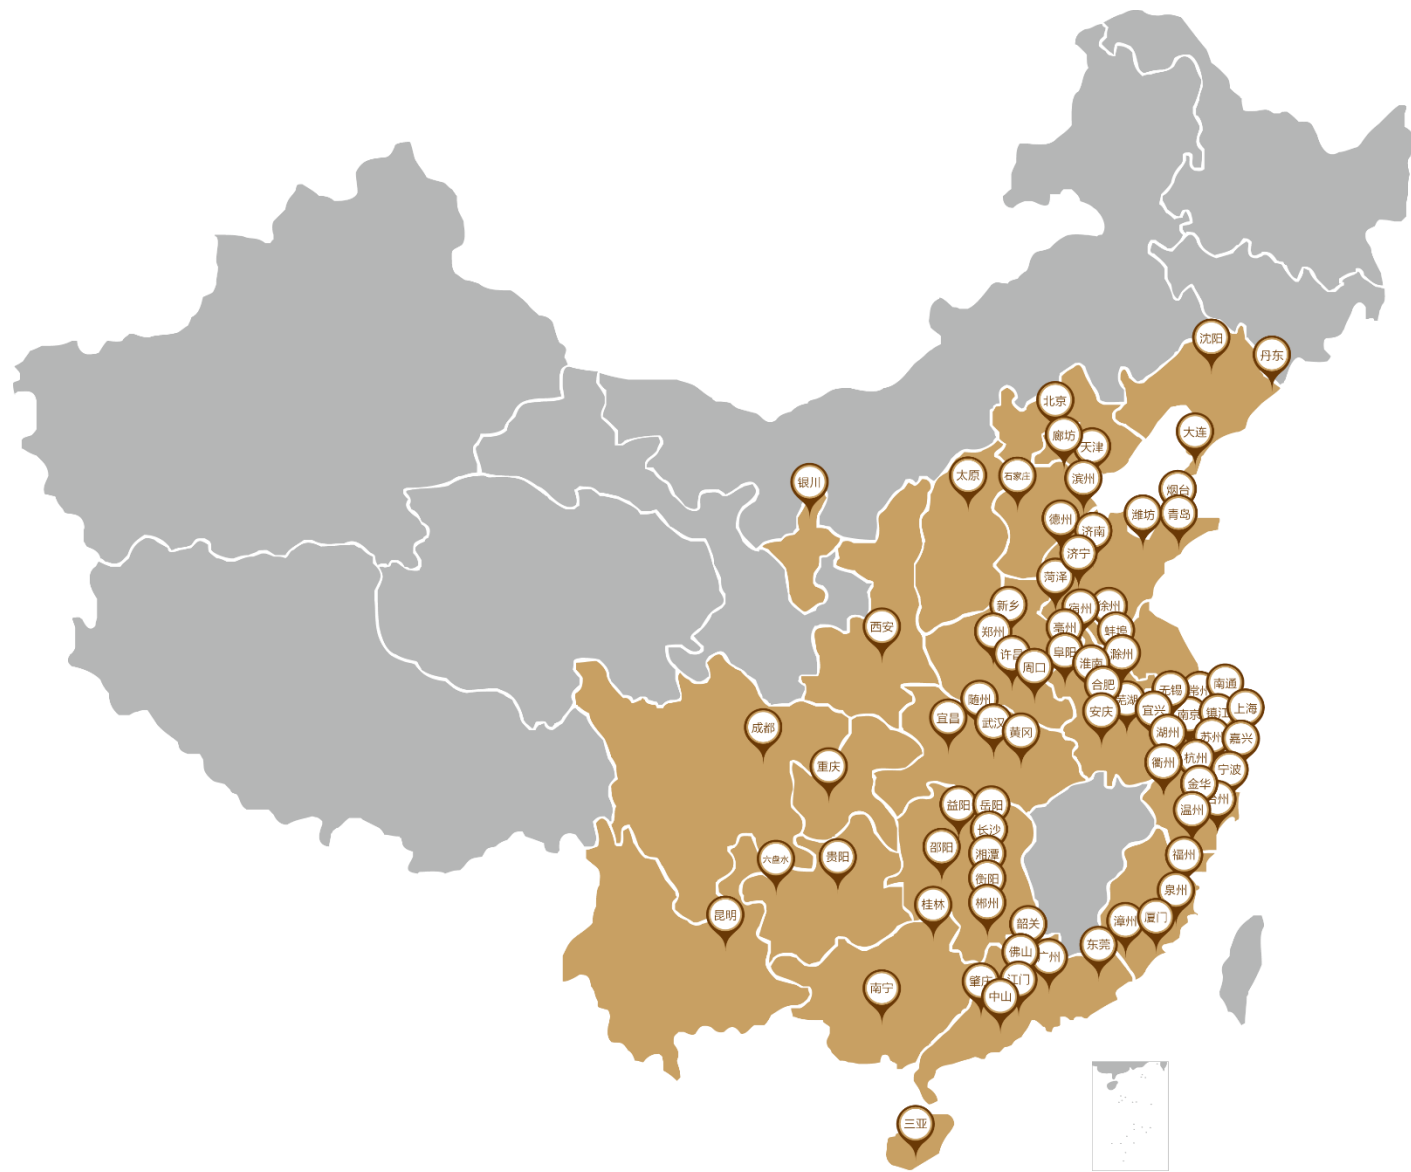 沈阳
丹东
北京
大连
廊坊
天津
太原
石家庄
滨州
银川
烟台
德州
潍坊
青岛
济南
济宁
菏泽
新乡
宿州
徐州
西安
郑州
亳州
蚌埠
许昌
阜阳
滁州
周口
淮南
合肥
无锡
常州
南通
随州
芜湖
宜昌
安庆
宜兴
南京
镇江
上海
武汉
成都
黄冈
湖州
苏州
嘉兴
重庆
衢州
杭州
宁波
金华
台州
益阳
岳阳
温州
长沙
邵阳
湘潭
福州
六盘水
贵阳
衡阳
泉州
郴州
桂林
昆明
韶关
漳州
厦门
东莞
佛山
广州
肇庆
江门
南宁
中山
三亚